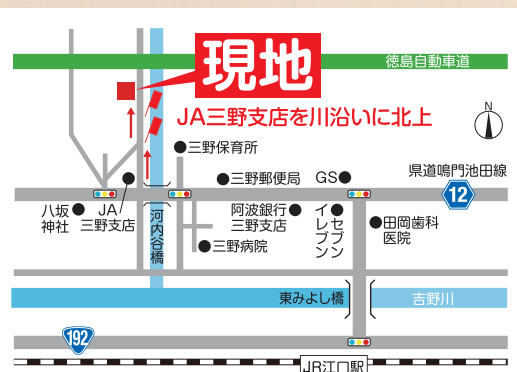 現地
徳島自動車道
JA三野支店を川沿いに北上
N
三野保育所
三野郵便局
GS
県道鳴門池田線
12
八坂
神社
JA
三野支店
河内谷橋
阿波銀行
三野支店
セブン
イレブン
田岡歯科
医院
三野病院
東みよし橋
吉野川
192
JR江口駅